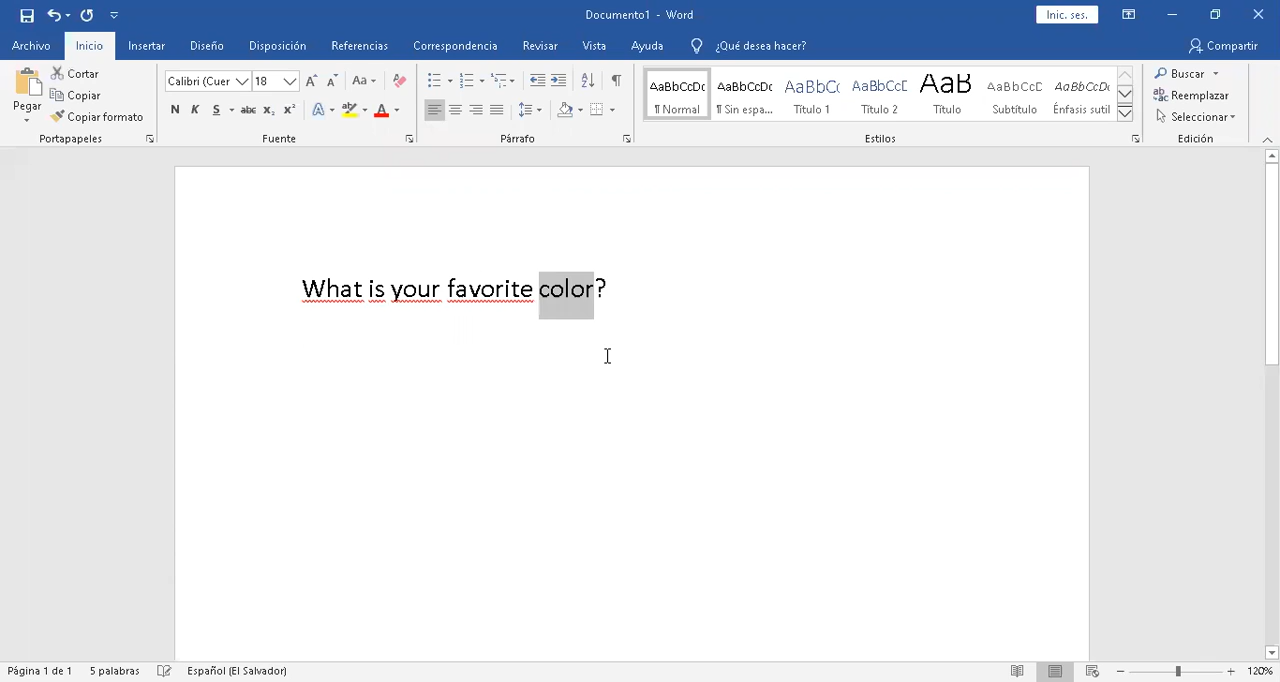 Documento1 - Word
Inic. ses.
Archivo Inicio Insertar Diseño Disposición Referencias Correspondencia Revisar Vista Ayuda ¿Qué desea hacer? Compartir
Pegar
Cortar
Copiar
Copiar formato
Portapapeles
Calibri (Cuer 18 Aa
N K S abc x₂ x² A A
Fuente
Párrafo
AaBbCcDc AaBbCcDc AaBbCc AaBbCcD AaB AaBbCcD AaBbCcDc
¶ Normal ¶ Sin espa... Título 1 Título 2 Título Subtítulo Énfasis sutil
Estilos
Buscar
Reemplazar
Seleccionar
Edición
What is your favorite color?
Página 1 de 1 5 palabras Español (El Salvador) 120%